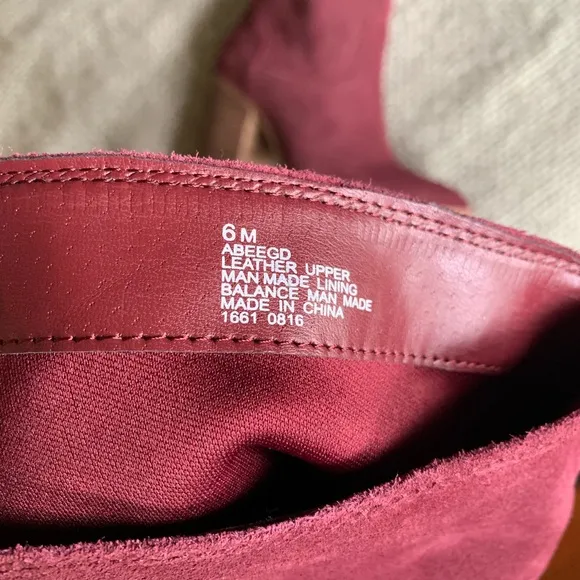 6 M
ABEEGD
LEATHER UPPER
MAN MADE LINING
BALANCE MAN MADE
MADE IN CHINA
1661 0816